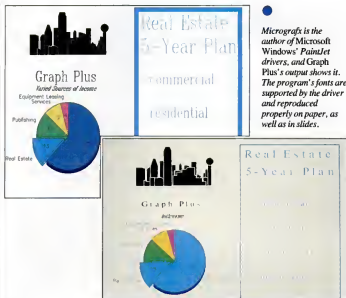 Graph Plus
Varied Sources of Income
Equipment Leasing
Services
Publishing
Real Estate
Real Estate
5-Year Plan
commercial
residential
Micrografx is the
author of Microsoft
Windows' PaintJet
drivers, and Graph
Plus's output shows it.
The program's fonts are
supported by the driver
and reproduced
properly on paper, as
well as in slides.
Graph Plus
Real Estate
5-Year Plan